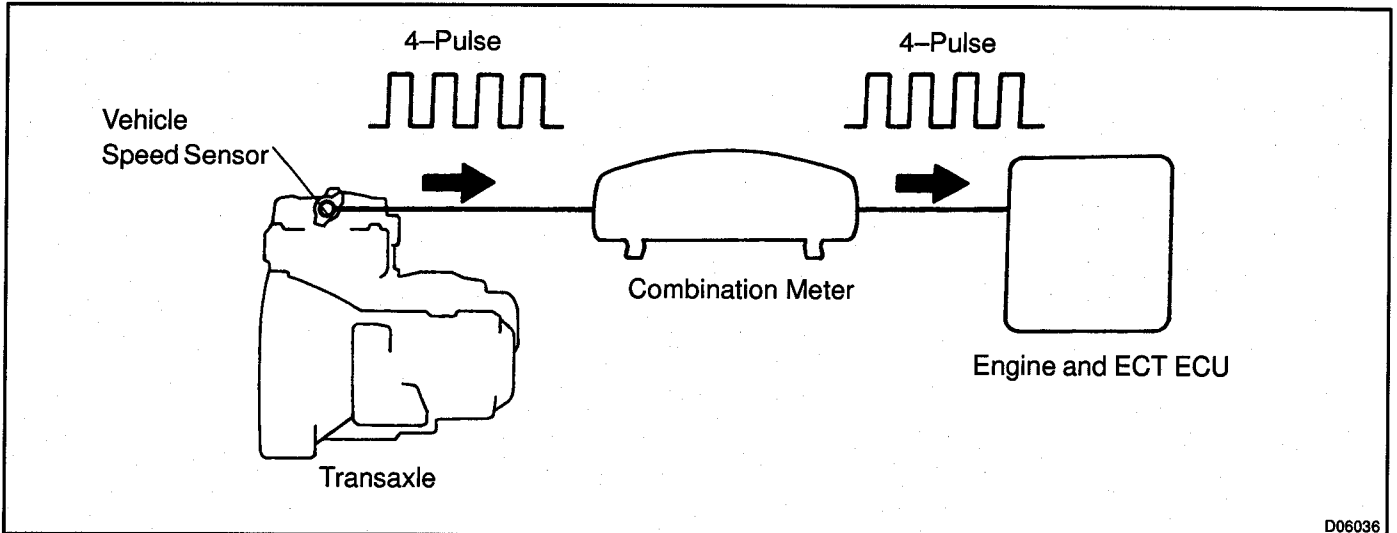 4–Pulse
4–Pulse
Vehicle
Speed Sensor
Combination Meter
Engine and ECT ECU
Transaxle
D06036